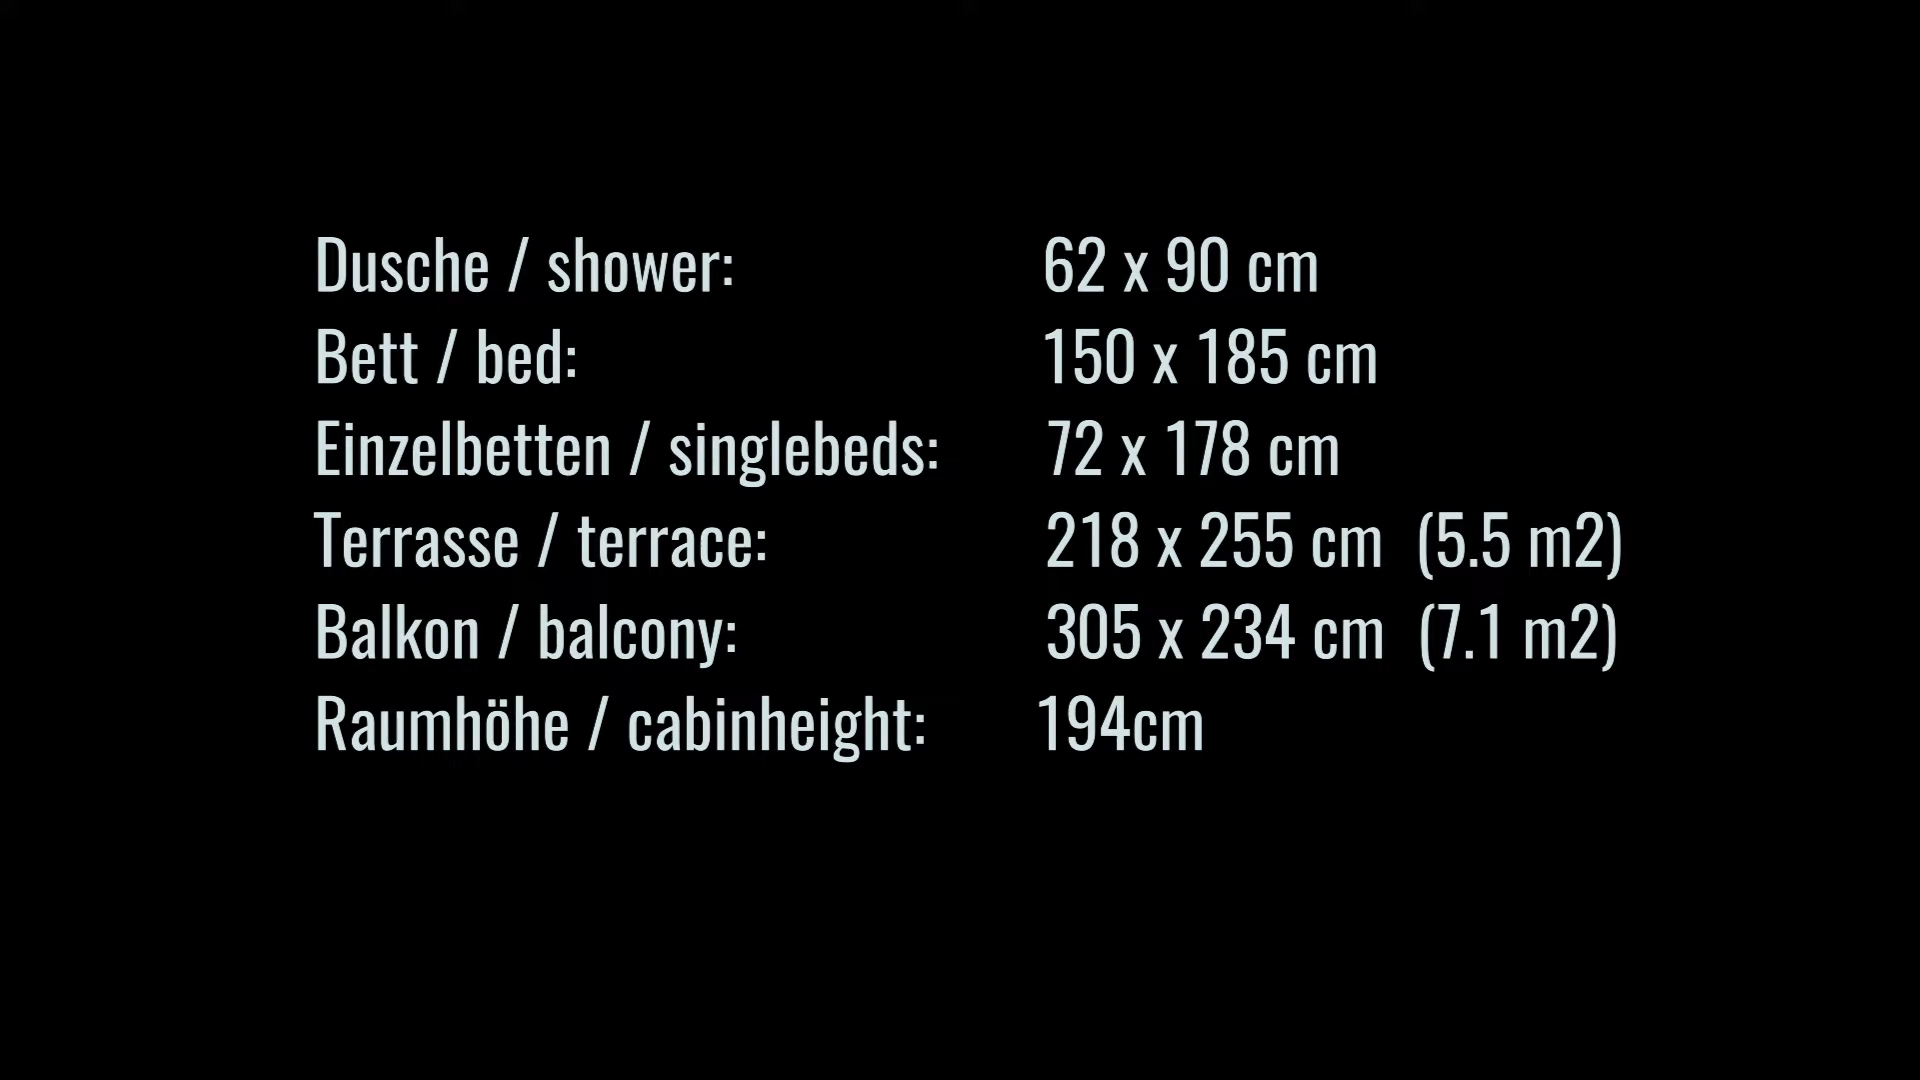 Dusche / shower: 62 x 90 cm
Bett / bed: 150 x 185 cm
Einzelbetten / singlebeds: 72 x 178 cm
Terrasse / terrace: 218 x 255 cm (5.5 m2)
Balkon / balcony: 305 x 234 cm (7.1 m2)
Raumhöhe / cabinheight: 194cm